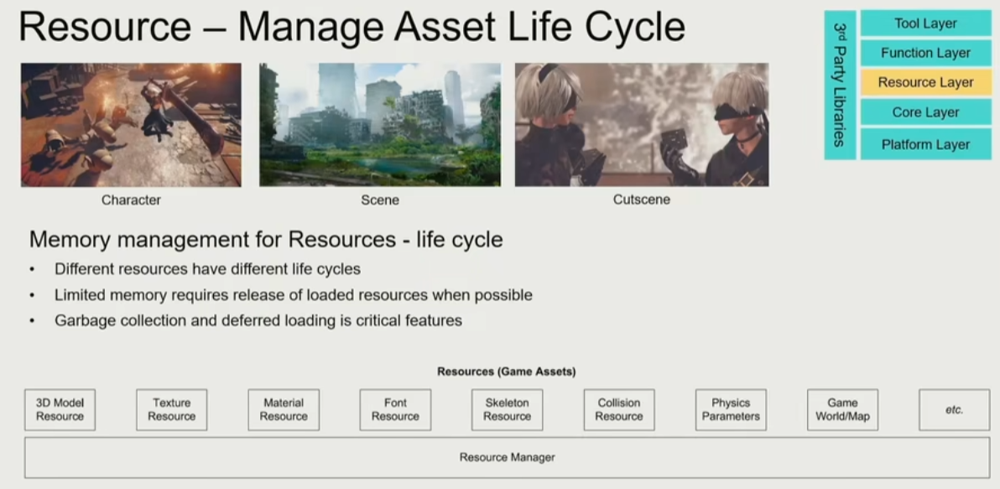 Resource – Manage Asset Life Cycle
3rd Party Libraries
Tool Layer
Function Layer
Resource Layer
Core Layer
Platform Layer
Character
Scene
Cutscene
Memory management for Resources - life cycle
• Different resources have different life cycles
• Limited memory requires release of loaded resources when possible
• Garbage collection and deferred loading is critical features
Resources (Game Assets)
3D Model
Resource
Texture
Resource
Material
Resource
Font
Resource
Skeleton
Resource
Collision
Resource
Physics
Parameters
Game
World/Map
etc.
Resource Manager